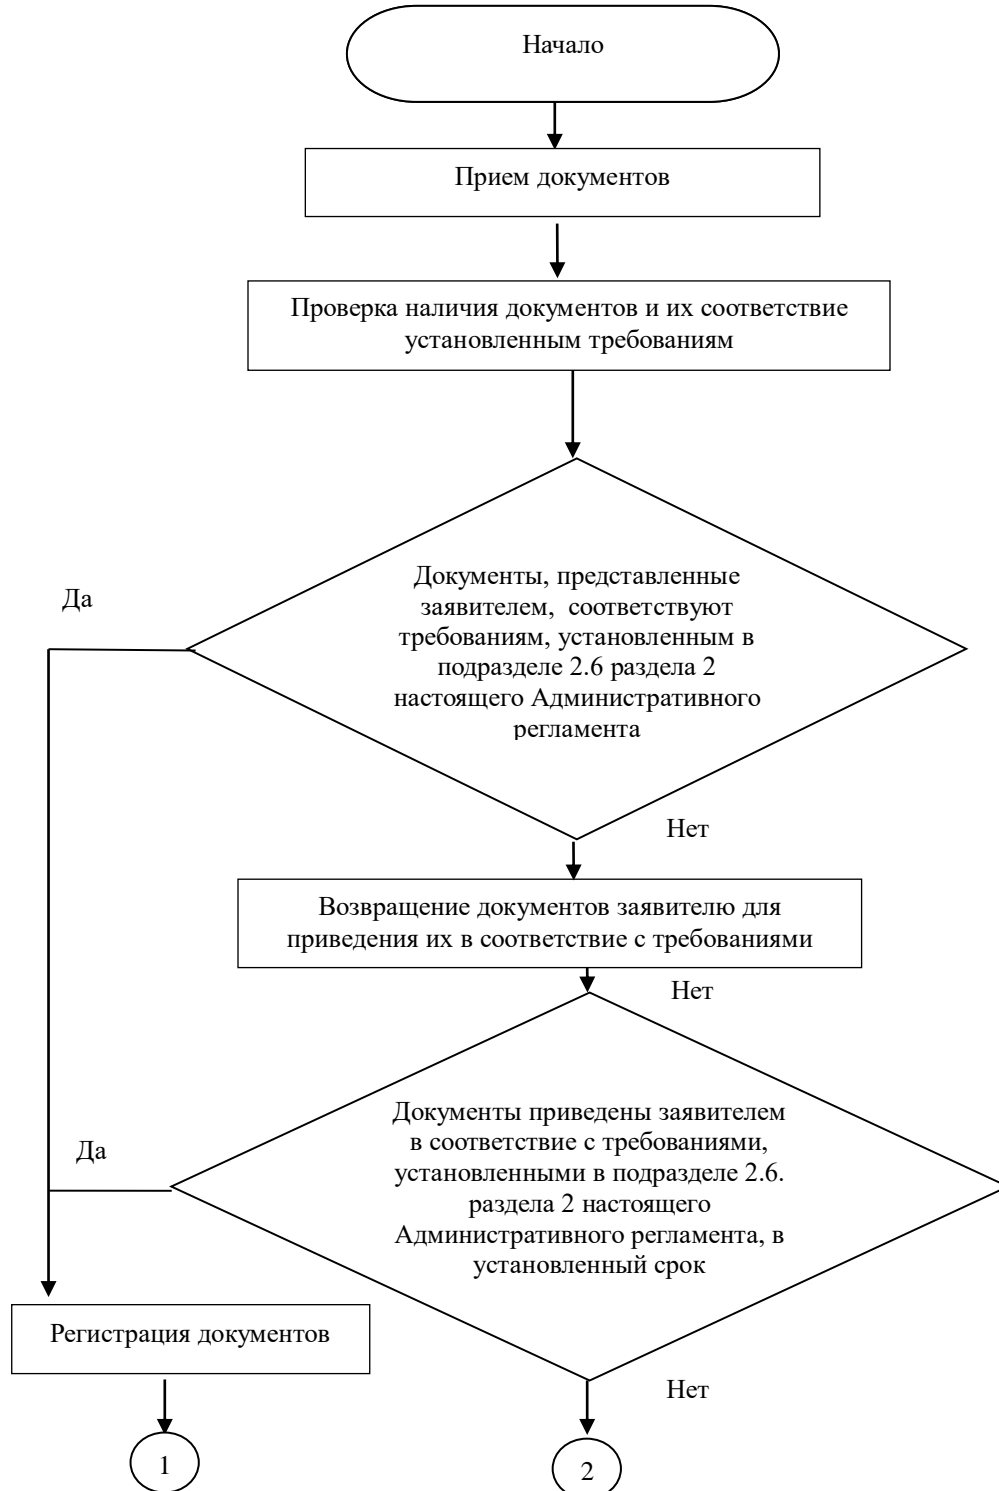 Начало
Прием документов
Проверка наличия документов и их соответствие
установленным требованиям
Да
Документы, представленные
заявителем,  соответствуют
требованиям, установленным в
подразделе 2.6 раздела 2
настоящего Административного
регламента
Нет
Возвращение документов заявителю для
приведения их в соответствие с требованиями
Нет
Да
Документы приведены заявителем
в соответствие с требованиями,
установленными в подразделе 2.6.
раздела 2 настоящего
Административного регламента, в
установленный срок
Регистрация документов
Нет
1
2